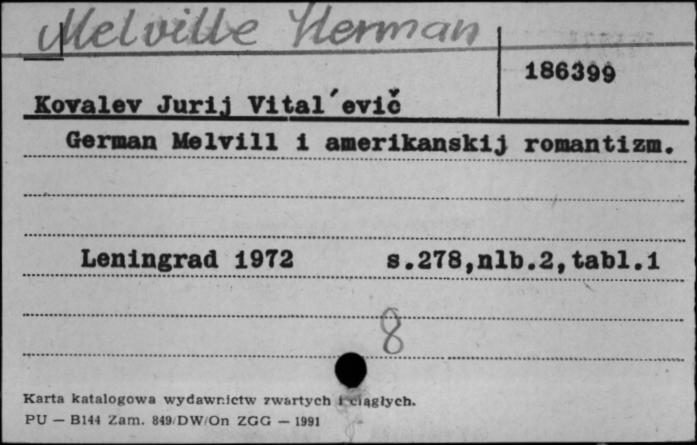 Melville Herman
186399
Kovalev Jurij Vital´evič
German Melvill i amerikanskij romantizm.
Leningrad 1972 s.278,nlb.2,tabl.1
8
Karta katalogowa wydawnictw zwartych i ciągłych.
PU — B144 Zam. 849/DW/On ZGG — 1991